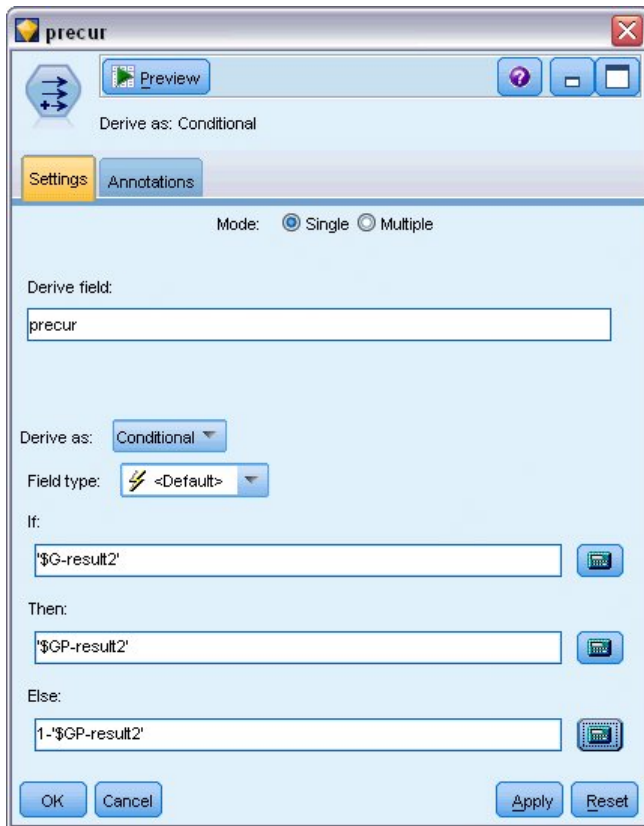 precur
Preview
Derive as: Conditional
Settings Annotations
Mode: Single Multiple
Derive field:
precur
Derive as: Conditional
Field type: <Default>
If:
'$G-result2'
Then:
'$GP-result2'
Else:
1-'$GP-result2'
OK Cancel Apply Reset